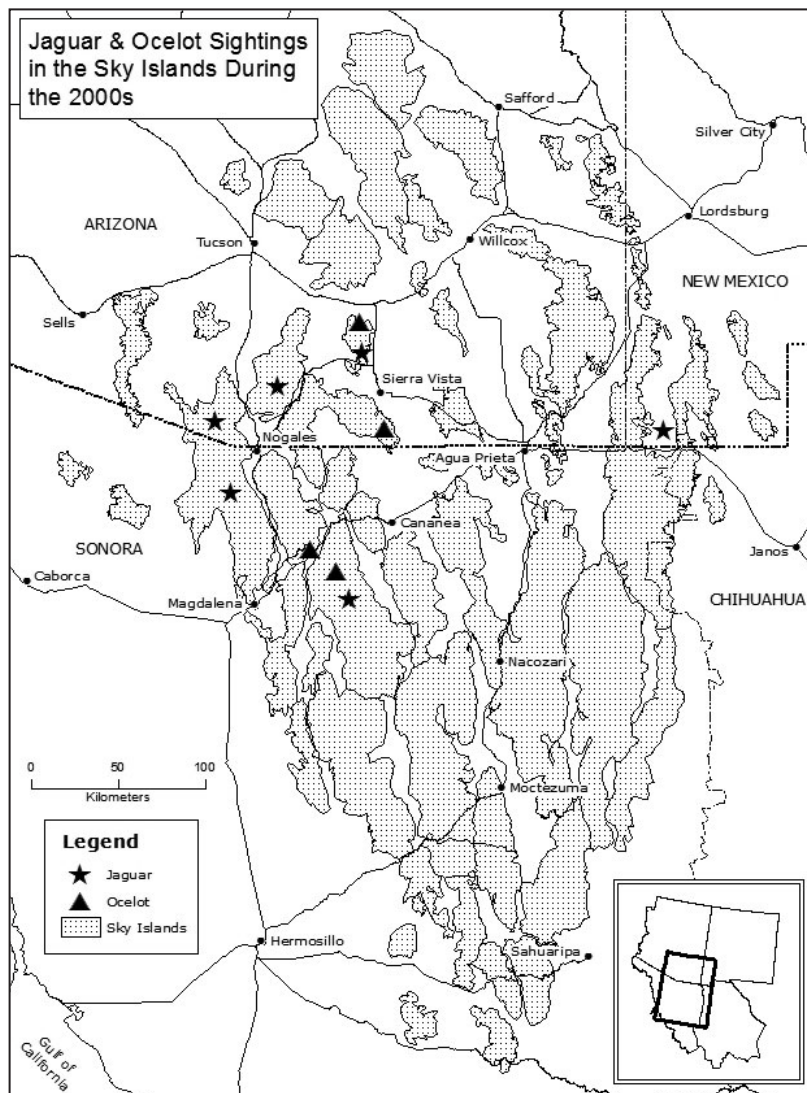 Jaguar & Ocelot Sightings
in the Sky Islands During
the 2000s
Safford
Silver City
Lordsburg
ARIZONA
Tucson
Willcox
NEW MEXICO
Sells
Sierra Vista
Nogales
Agua Prieta
Cananea
SONORA
Janos
Caborca
Magdalena
CHIHUAHUA
Nacozari
0 50 100
Kilometers
Moctezuma
Legend
Jaguar
Ocelot
Sky Islands
Hermosillo
Sahuaripa
Gulf of
California